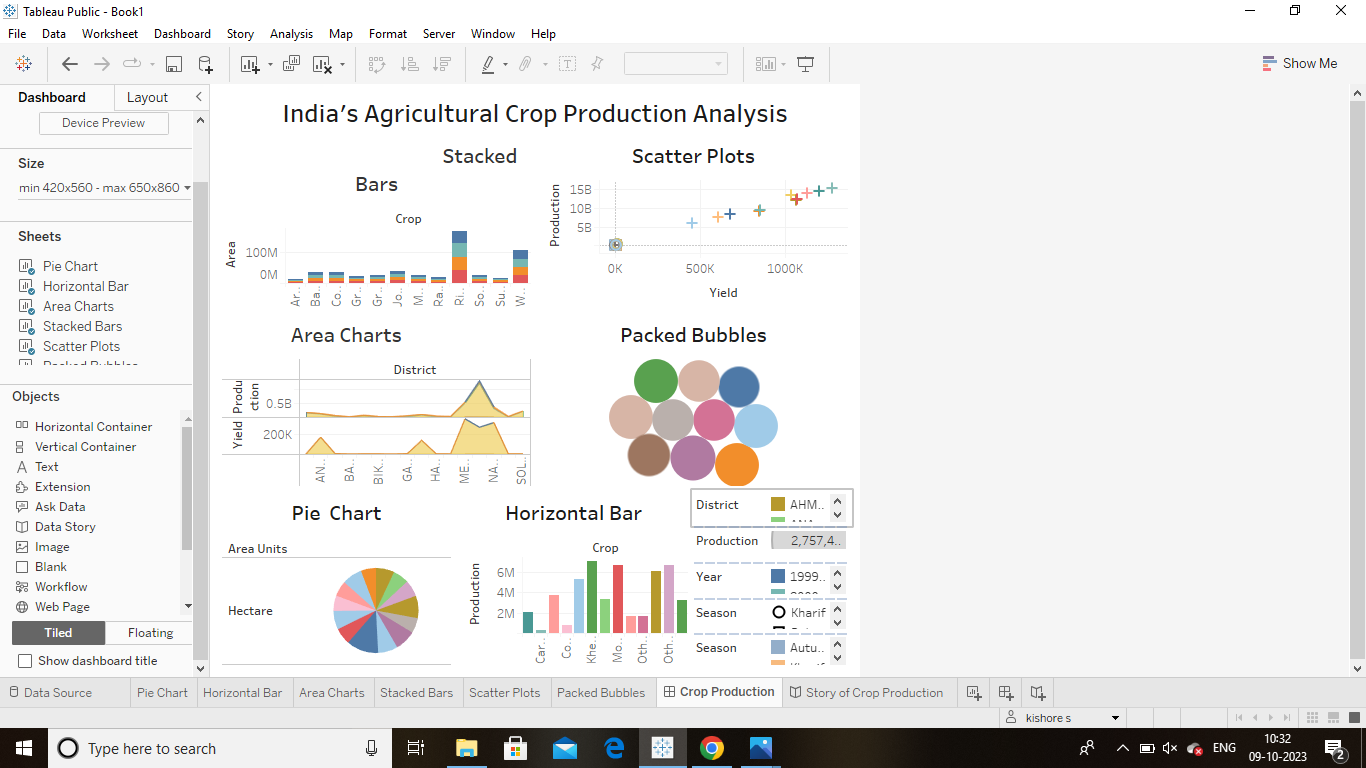 Tableau Public - Book1
File Data Worksheet Dashboard Story Analysis Map Format Server Window Help
Show Me
Dashboard Layout
Device Preview
Size
min 420x560 - max 650x860
Sheets
Pie Chart
Horizontal Bar
Area Charts
Stacked Bars
Scatter Plots
Packed Bubbles
Objects
Horizontal Container
Vertical Container
Text
Extension
Ask Data
Data Story
Image
Blank
Workflow
Web Page
Tiled Floating
Show dashboard title
India's Agricultural Crop Production Analysis
Stacked
Bars
Crop
Area
100M
0M
Ar..
Ba..
Co..
Gr..
Gr..
Jo..
M..
Ra..
Ri..
So..
Su..
W..
Scatter Plots
Production
15B
10B
5B
0K 500K 1000K
Yield
Area Charts
District
Produ
ction
0.5B
Yield
200K
AN..
BA..
BIK..
GA..
HA..
ME..
NA..
SOL..
Packed Bubbles
Pie Chart
Area Units
Hectare
Horizontal Bar
Crop
Production
6M
4M
2M
Car..
Co..
Khe..
Mo..
Oth..
Oth..
District AHM..
Production 2,757,4..
Year 1999..
Season Kharif
Season Autu..
Data Source Pie Chart Horizontal Bar Area Charts Stacked Bars Scatter Plots Packed Bubbles Crop Production Story of Crop Production
kishore s
Type here to search
ENG
10:32
09-10-2023
2